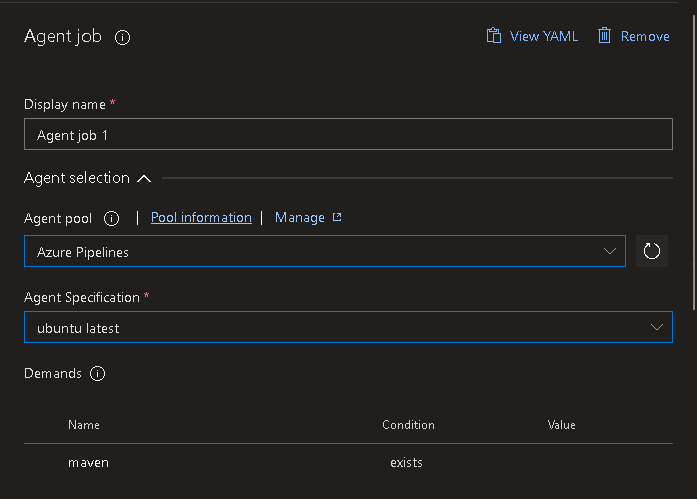 Agent job
View YAML
Remove
Display name *
Agent job 1
Agent selection
Agent pool | Pool information | Manage
Azure Pipelines
Agent Specification *
ubuntu latest
Demands
Name Condition Value
maven exists